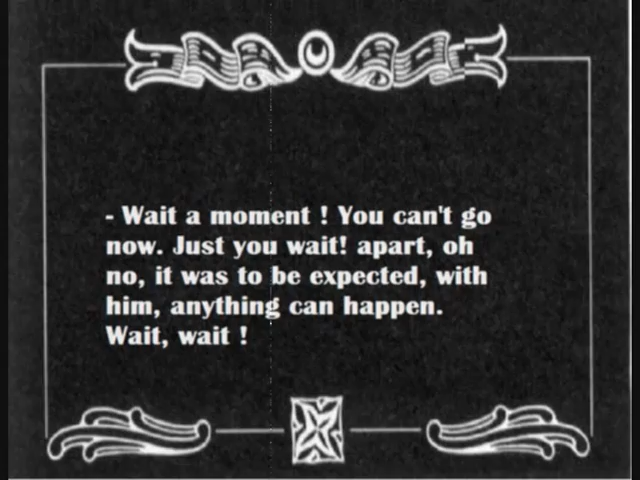 - Wait a moment ! You can't go
now. Just you wait! apart, oh
no, it was to be expected, with
him, anything can happen.
Wait, wait !